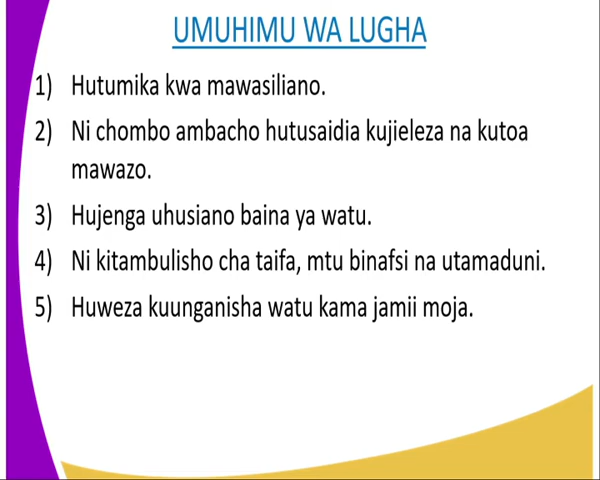 UMUHIMU WA LUGHA
1) Hutumika kwa mawasiliano.
2) Ni chombo ambacho hutusaidia kujieleza na kutoa
mawazo.
3) Hujenga uhusiano baina ya watu.
4) Ni kitambulisho cha taifa, mtu binafsi na utamaduni.
5) Huweza kuunganisha watu kama jamii moja.